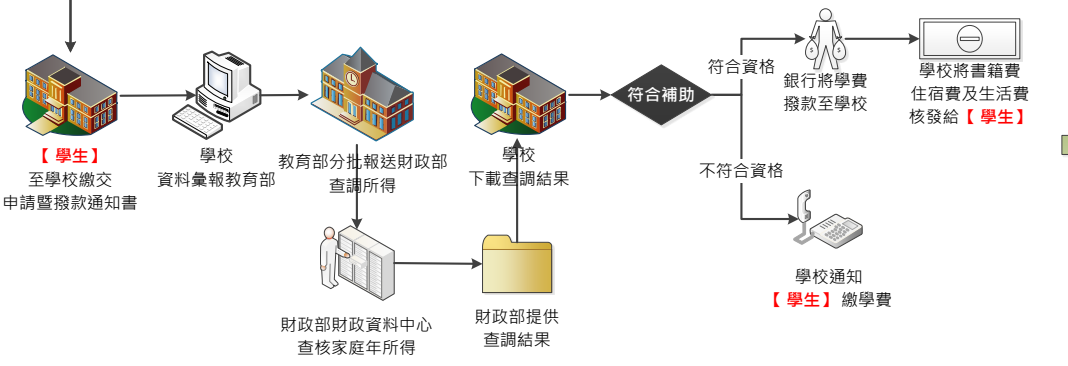 【 學生】
至學校繳交
申請暨撥款通知書
學校
資料彙報教育部
教育部分批報送財政部
查調所得
財政部財政資料中心
查核家庭年所得
財政部提供
查調結果
學校
下載查調結果
符合補助
符合資格
銀行將學費
撥款至學校
學校將書籍費
住宿費及生活費
核發給【 學生】
不符合資格
學校通知
【 學生】 繳學費